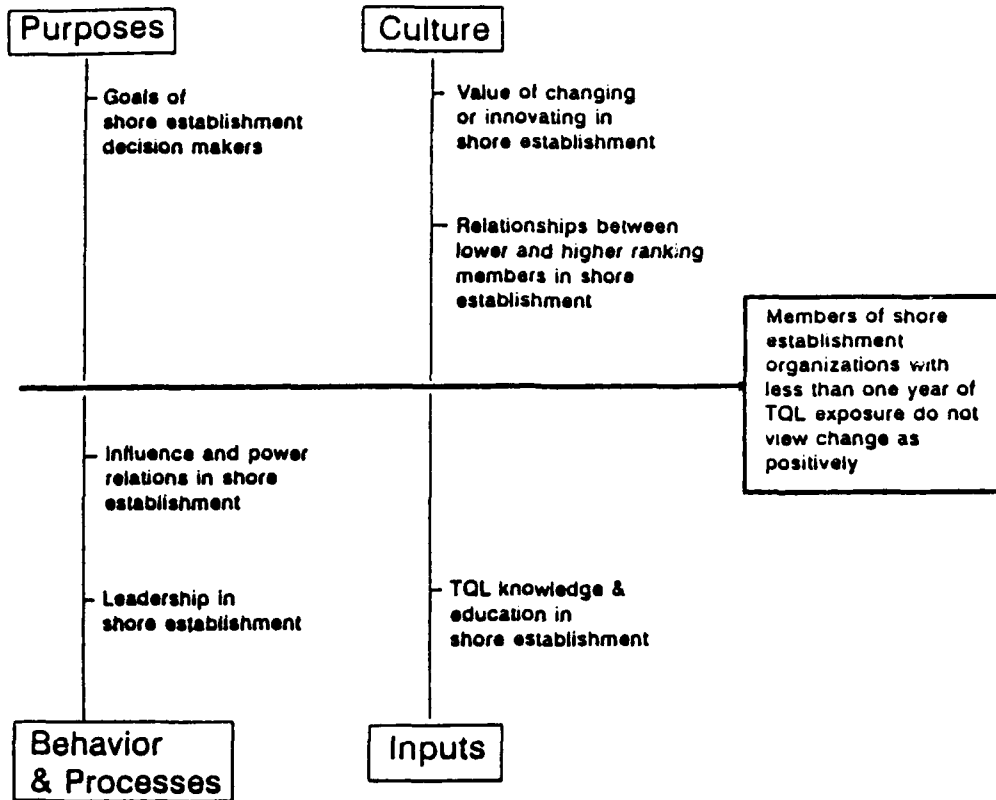 Purposes
Culture
Goals of
shore establishment
decision makers
Value of changing
or innovating in
shore establishment
Relationships between
lower and higher ranking
members in shore
establishment
Members of shore
establishment
organizations with
less than one year of
TQL exposure do not
view change as
positively
Influence and power
relations in shore
establishment
Leadership in
shore establishment
TQL knowledge &
education in
shore establishment
Behavior
& Processes
Inputs